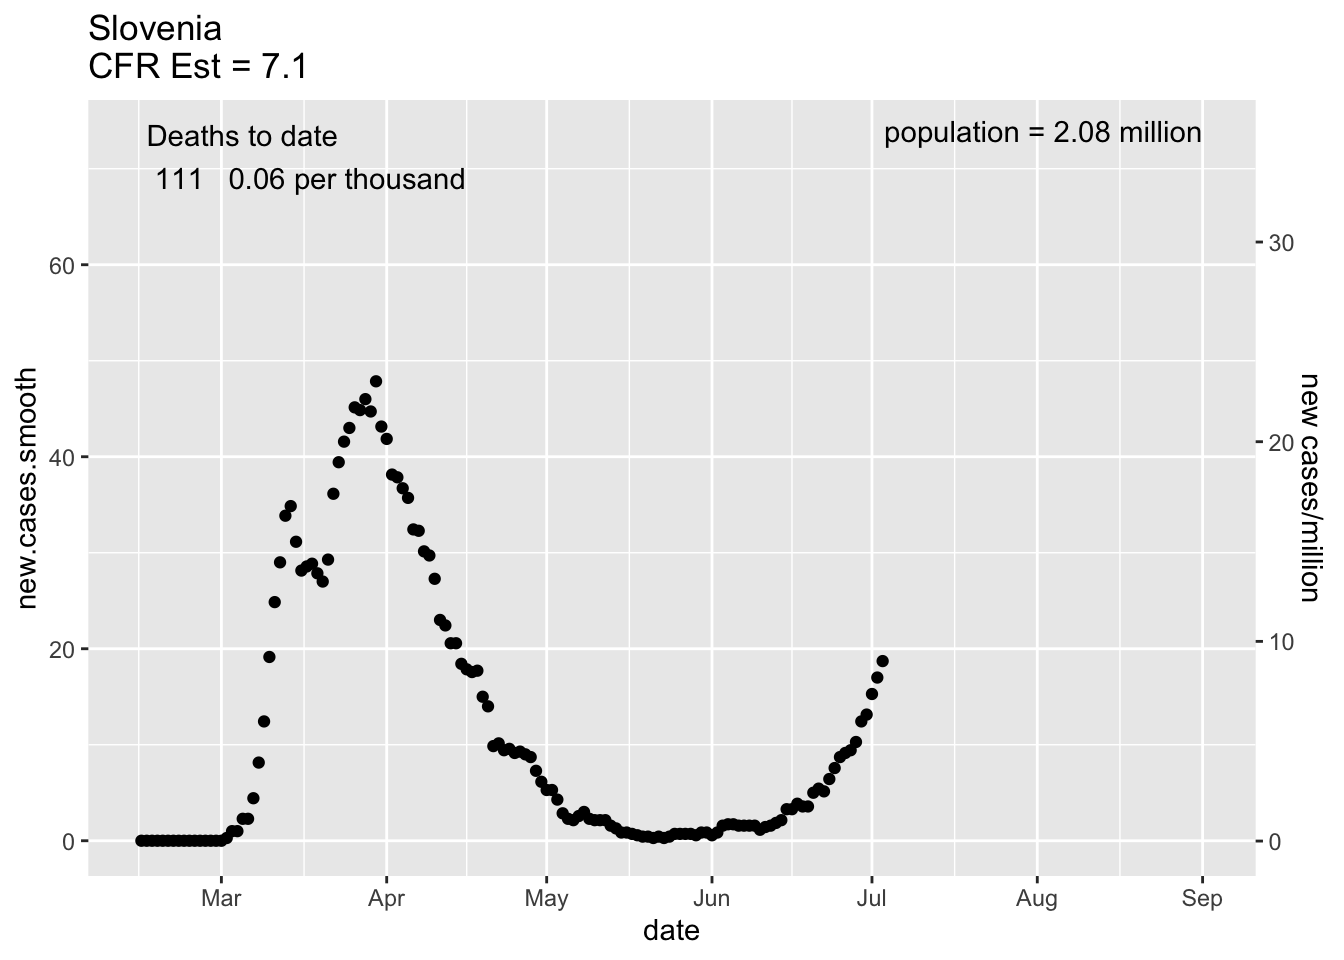 Slovenia
CFR Est = 7.1
Deaths to date
population = 2.08 million
111 0.06 per thousand
new.cases.smooth
60
40
20
0
30
20
10
0
new cases/million
Mar Apr May Jun Jul Aug Sep
date